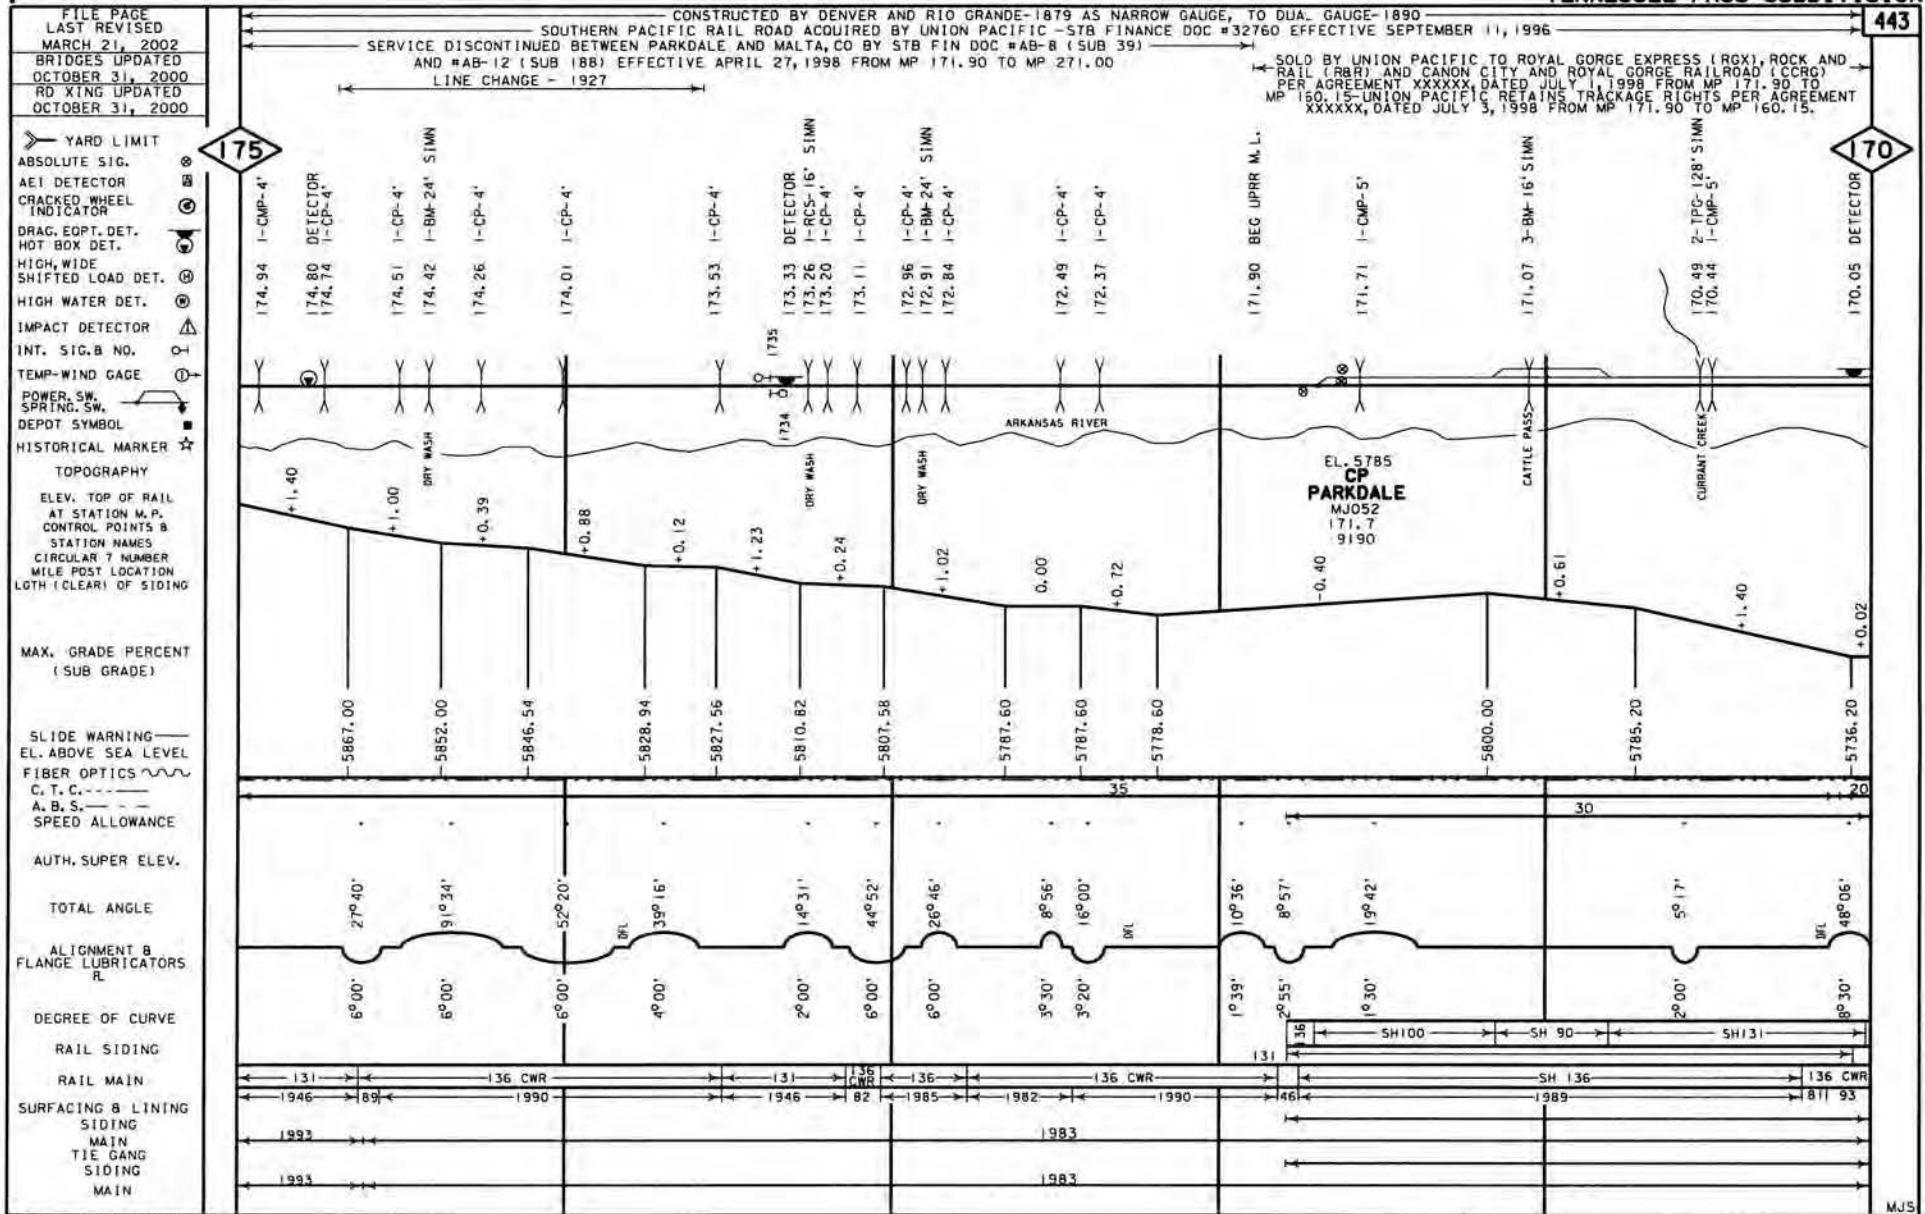 443
FILE PAGE
LAST REVISED
MARCH 21, 2002
BRIDGES UPDATED
OCTOBER 31, 2000
RD XING UPDATED
OCTOBER 31, 2000
CONSTRUCTED BY DENVER AND RIO GRANDE-1879 AS NARROW GAUGE, TO DUAL GAUGE-1890
SOUTHERN PACIFIC RAIL ROAD ACQUIRED BY UNION PACIFIC -STB FINANCE DOC #32760 EFFECTIVE SEPTEMBER 11, 1996
SERVICE DISCONTINUED BETWEEN PARKDALE AND MALTA, CO BY STB FIN DOC #AB-8 (SUB 39)
AND #AB-12 (SUB 188) EFFECTIVE APRIL 27, 1998 FROM MP 171.90 TO MP 271.00
LINE CHANGE - 1927
SOLD BY UNION PACIFIC TO ROYAL GORGE EXPRESS (RGX), ROCK AND
RAIL (R&R) AND CANON CITY AND ROYAL GORGE RAILROAD (CCRG)
PER AGREEMENT XXXXXX, DATED JULY 1, 1998 FROM MP 171.90 TO
MP 160.15-UNION PACIFIC RETAINS TRACKAGE RIGHTS PER AGREEMENT
XXXXXX, DATED JULY 3, 1998 FROM MP 171.90 TO MP 160.15.
175
170
YARD LIMIT
ABSOLUTE SIG.
AEI DETECTOR
CRACKED WHEEL
INDICATOR
DRAG. EQPT. DET.
HOT BOX DET.
HIGH, WIDE
SHIFTED LOAD DET.
HIGH WATER DET.
IMPACT DETECTOR
INT. SIG. & NO.
TEMP-WIND GAGE
POWER. SW.
SPRING. SW.
DEPOT SYMBOL
HISTORICAL MARKER
TOPOGRAPHY
ELEV. TOP OF RAIL
AT STATION M.P.
CONTROL POINTS &
STATION NAMES
CIRCULAR 7 NUMBER
MILE POST LOCATION
LGTH (CLEAR) OF SIDING
MAX. GRADE PERCENT
(SUB GRADE)
SLIDE WARNING
EL. ABOVE SEA LEVEL
FIBER OPTICS
C. T. C.
A. B. S.
SPEED ALLOWANCE
AUTH. SUPER ELEV.
TOTAL ANGLE
ALIGNMENT &
FLANGE LUBRICATORS
FL
DEGREE OF CURVE
RAIL SIDING
RAIL MAIN
SURFACING & LINING
SIDING
MAIN
TIE GANG
SIDING
MAIN
174.94 1-CMP-4'
174.80 DETECTOR
174.74 1-CP-4'
174.51 1-CP-4'
174.42 1-BM-24' SIMN
174.26 1-CP-4'
174.01 1-CP-4'
173.53 1-CP-4'
173.33 DETECTOR
173.26 1-RCS-16' SIMN
173.20 1-CP-4'
173.11 1-CP-4'
172.96 1-CP-4'
172.91 1-BM-24' SIMN
172.84 1-CP-4'
172.49 1-CP-4'
172.37 1-CP-4'
171.90 BEG UPRR M.L.
171.71 1-CMP-5'
171.07 3-BM-16' SIMN
170.49 2-TPG-128' SIMN
170.44 1-CMP-5'
170.05 DETECTOR
1735
1734
DRY WASH
DRY WASH
DRY WASH
ARKANSAS RIVER
CATTLE PASS
CURRANT CREEK
EL. 5785
CP
PARKDALE
MJ052
171.7
9190
+1.40
+1.00
+0.39
+0.88
+0.12
+1.23
+0.24
+1.02
0.00
+0.72
-0.40
+0.61
+1.40
+0.02
5867.00
5852.00
5846.54
5828.94
5827.56
5810.82
5807.58
5787.60
5787.60
5778.60
5800.00
5785.20
5736.20
35
20
30
27°40'
91°34'
52°20'
39°16'
14°31'
44°52'
26°46'
8°56'
16°00'
10°36'
8°57'
19°42'
5°17'
48°06'
DFL
DFL
DFL
6°00'
6°00'
6°00'
4°00'
2°00'
6°00'
6°00'
3°30'
3°20'
1°39'
2°55'
1°30'
2°00'
8°30'
136
SH100
SH 90
SH131
131
131
136 CWR
131
136 CWR
136
136 CWR
SH 136
136 CWR
1946
89
1990
1946
82
1985
1982
1990
46
1989
93
1993
1983
1993
1983
MJS